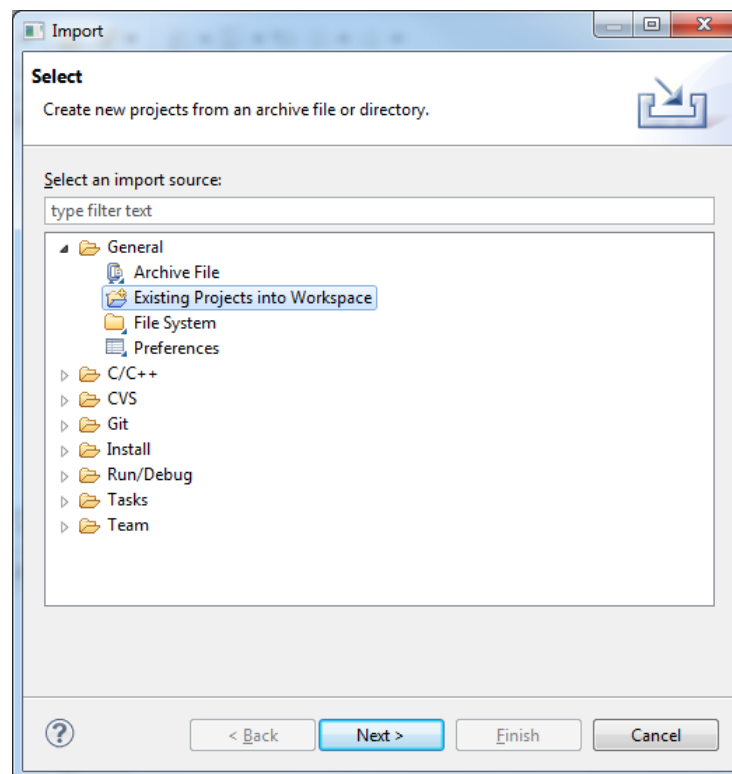 Import
Select
Create new projects from an archive file or directory.
Select an import source:
type filter text
General
Archive File
Existing Projects into Workspace
File System
Preferences
C/C++
CVS
Git
Install
Run/Debug
Tasks
Team
? < Back Next > Finish Cancel